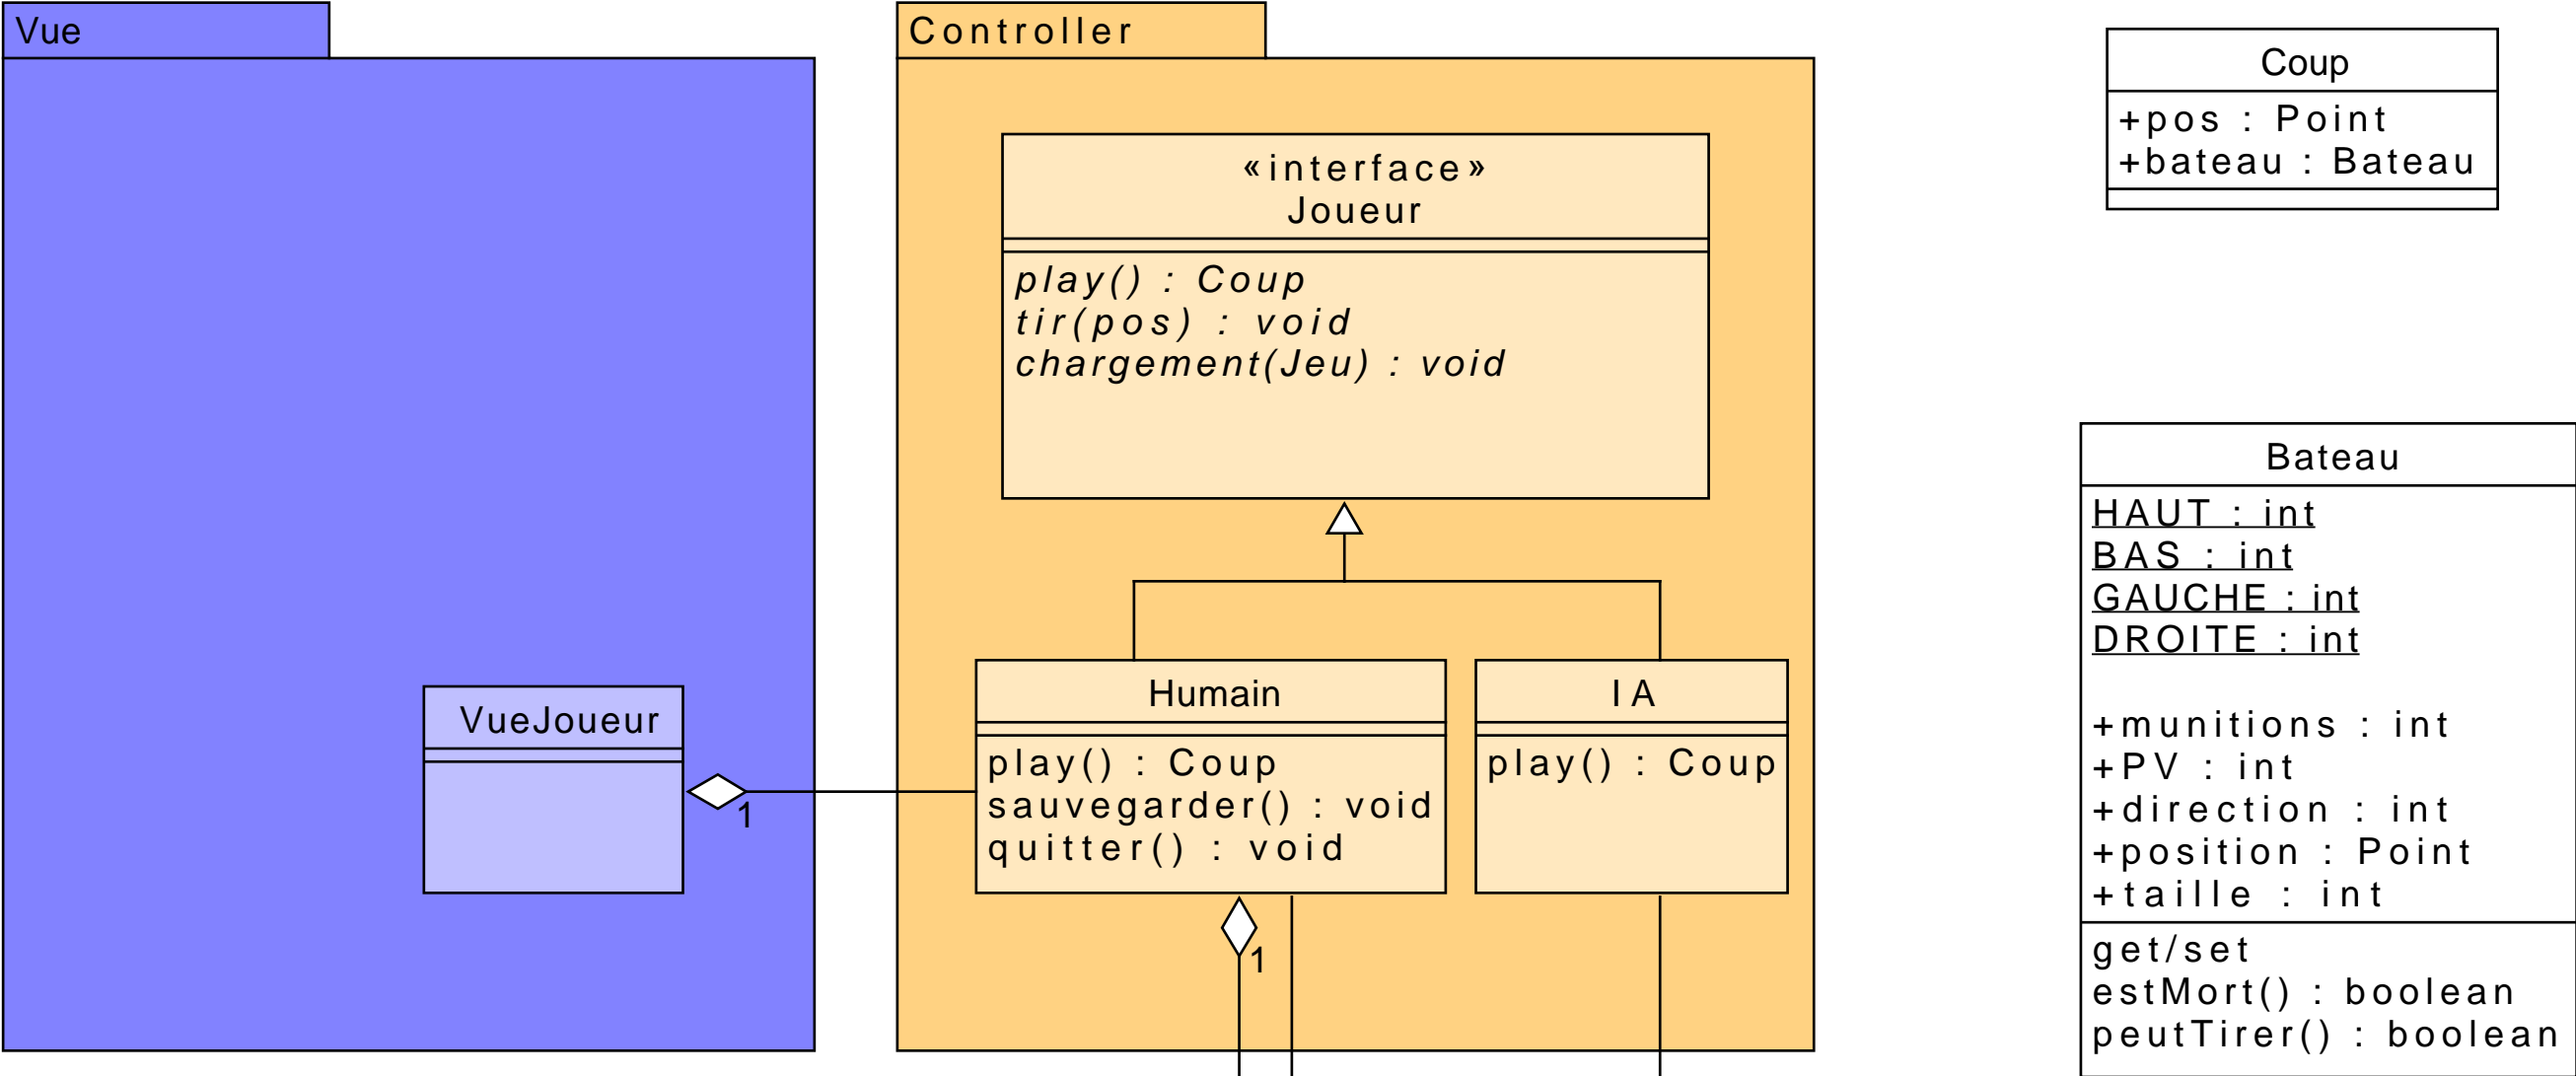 Vue
Controller
«interface»
Joueur
play() : Coup
tir(pos) : void
chargement(Jeu) : void
Humain
play() : Coup
sauvegarder() : void
quitter() : void
IA
play() : Coup
VueJoueur
1
1
Coup
+pos : Point
+bateau : Bateau
Bateau
HAUT : int
BAS : int
GAUCHE : int
DROITE : int
+munitions : int
+PV : int
+direction : int
+position : Point
+taille : int
get/set
estMort() : boolean
peutTirer() : boolean